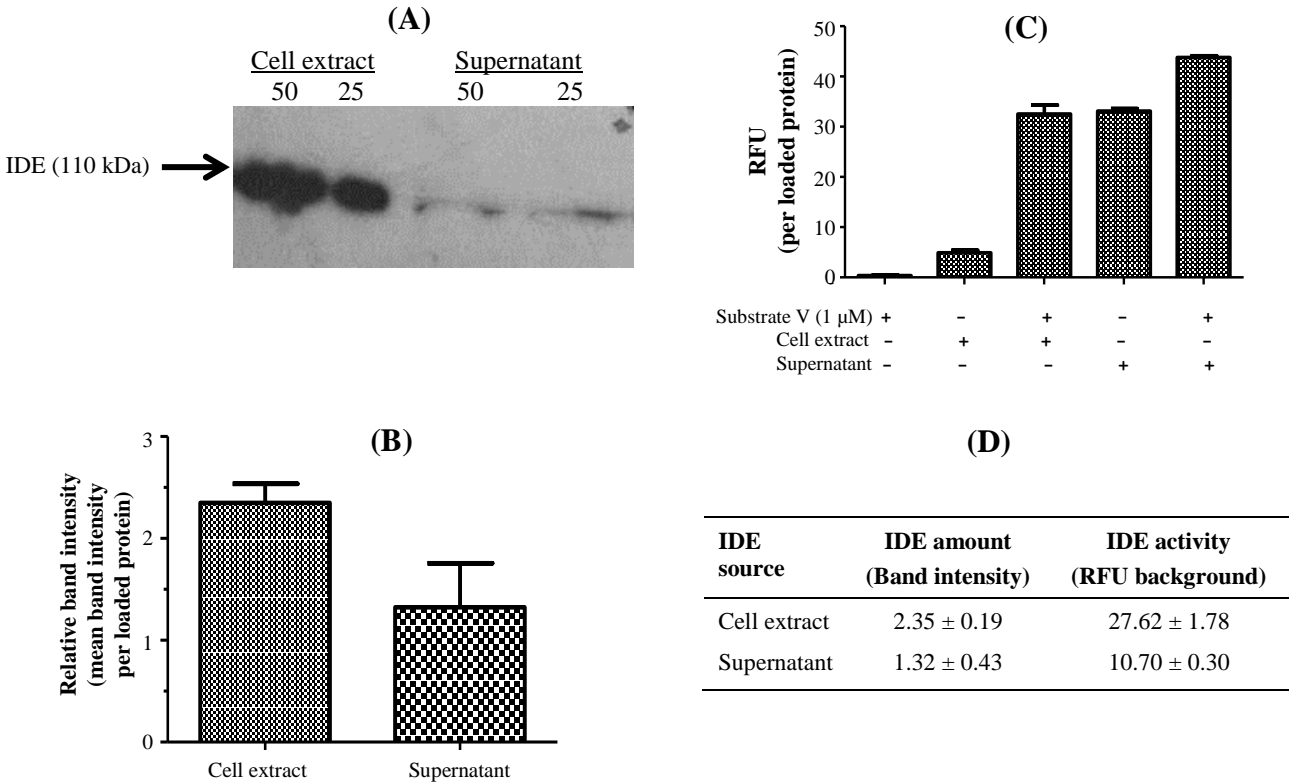 (A)
Cell extract Supernatant
50 25 50 25
IDE (110 kDa)
(C)
50
40
30
20
10
0
RFU
(per loaded protein)
Substrate V (1 µM) + – + – +
Cell extract – + + – –
Supernatant – – – + +
(B)
3
2
1
0
Relative band intensity
(mean band intensity
per loaded protein)
Cell extract Supernatant
(D)
IDE source IDE amount (Band intensity) IDE activity (RFU background)
Cell extract 2.35 ± 0.19 27.62 ± 1.78
Supernatant 1.32 ± 0.43 10.70 ± 0.30